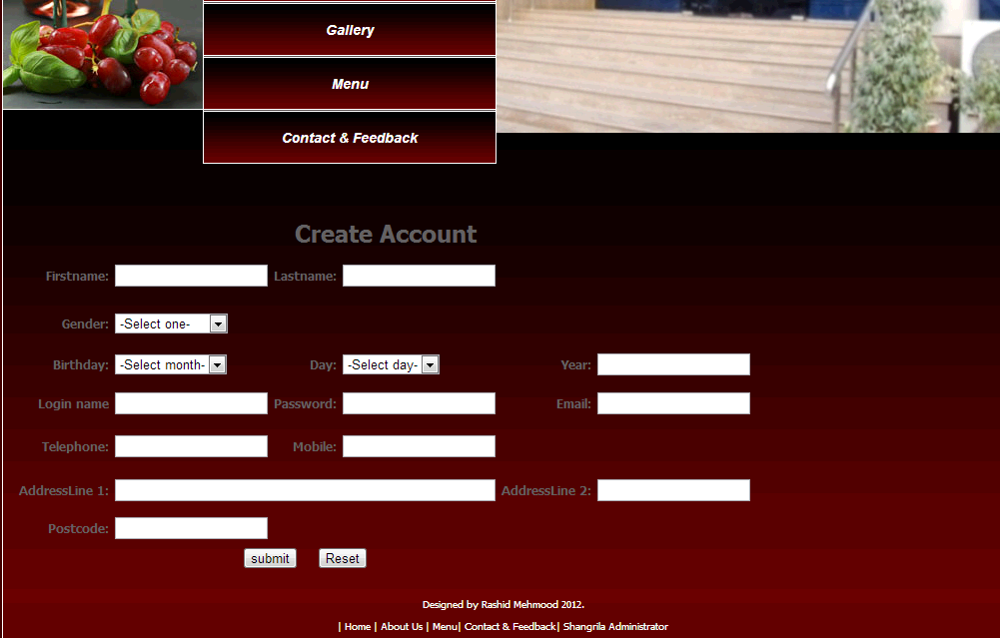 Gallery
Menu
Contact & Feedback
Create Account
Firstname: Lastname:
Gender: -Select one-
Birthday: -Select month- Day: -Select day- Year:
Login name Password: Email:
Telephone: Mobile:
AddressLine 1: AddressLine 2:
Postcode:
submit Reset
Designed by Rashid Mehmood 2012.
| Home | About Us | Menu| Contact & Feedback| Shangrila Administrator